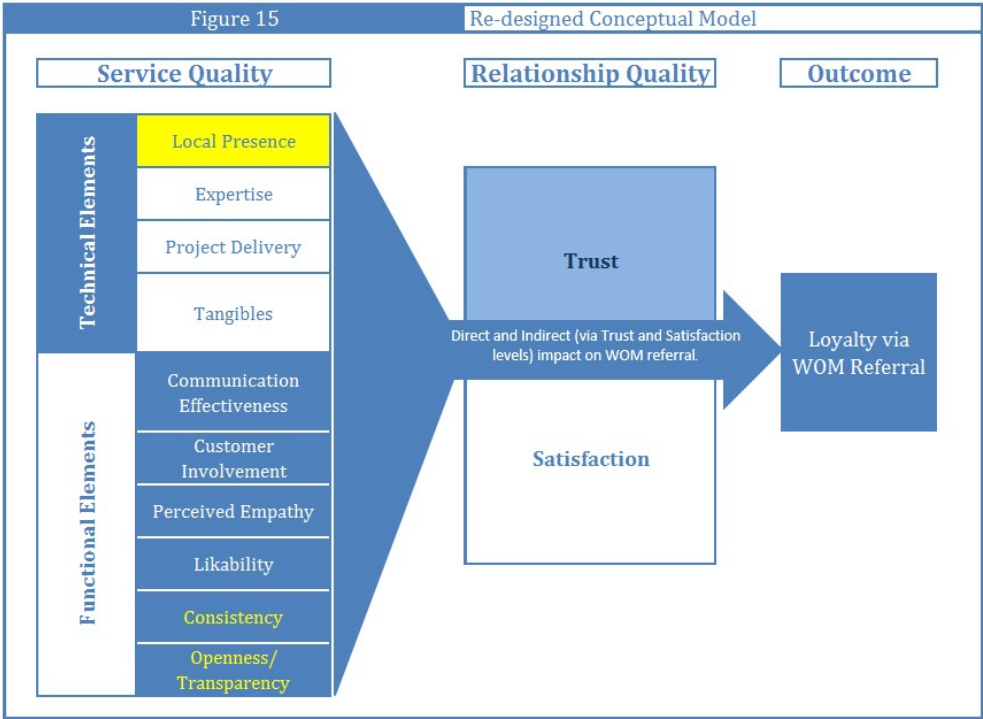 Figure 15
Re-designed Conceptual Model
Service Quality
Relationship Quality
Outcome
Technical Elements
Local Presence
Expertise
Project Delivery
Tangibles
Functional Elements
Communication
Effectiveness
Customer
Involvement
Perceived Empathy
Likability
Consistency
Openness/
Transparency
Trust
Direct and Indirect (via Trust and Satisfaction
levels) impact on WOM referral.
Satisfaction
Loyalty via
WOM Referral